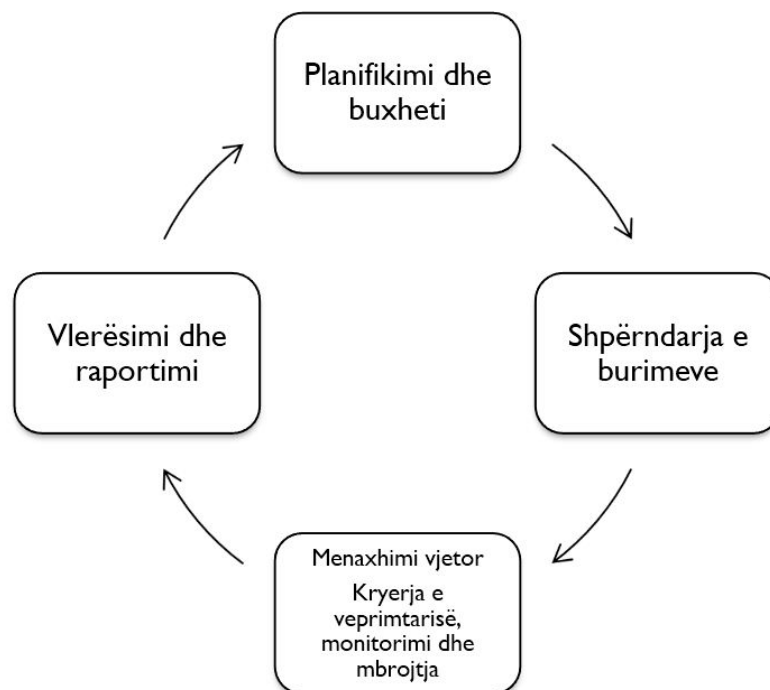 Planifikimi dhe
buxheti
Shpërndarja e
burimeve
Menaxhimi vjetor
Kryerja e
veprimtarisë,
monitorimi dhe
mbrojtja
Vlerësimi dhe
raportimi